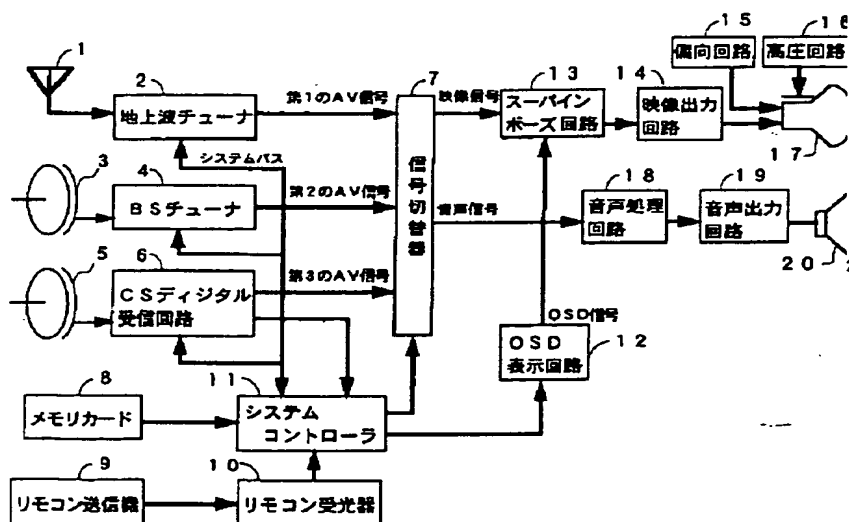 1
2
地上波チューナ
第1のAV信号
7
映像信号
13
スーパイン
ポーズ回路
14
映像出力
回路
15
偏向回路
16
高圧回路
17
システムバス
3
4
BSチューナ
第2のAV信号
信号切替器
音声信号
18
音声処理
回路
19
音声出力
回路
20
5
6
CSディジタル
受信回路
第3のAV信号
OSD信号
OSD
表示回路
12
8
メモリカード
11
システム
コントローラ
9
リモコン送信機
10
リモコン受光器